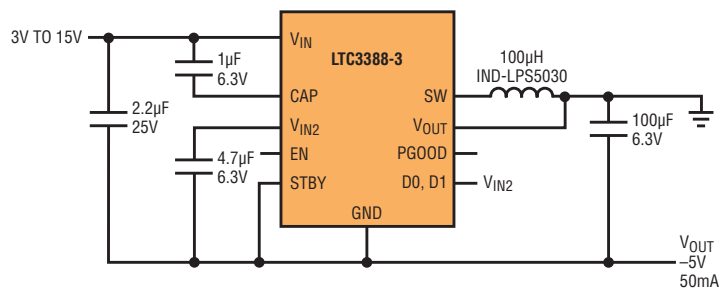 3V TO 15V
VIN
LTC3388-3
100µH
IND-LPS5030
1µF
6.3V
CAP
SW
2.2µF
25V
VIN2
VOUT
100µF
6.3V
4.7µF
6.3V
EN
PGOOD
STBY
D0, D1
VIN2
GND
VOUT
–5V
50mA